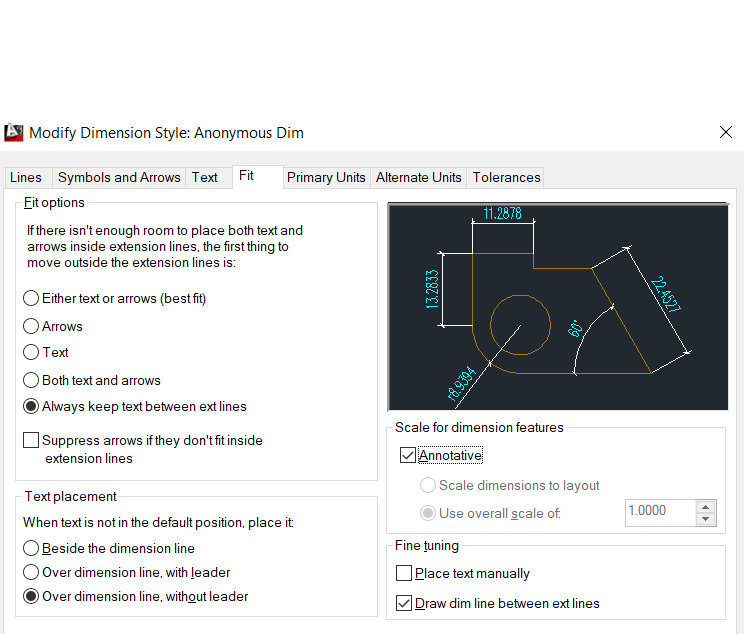 Modify Dimension Style: Anonymous Dim
Lines Symbols and Arrows Text Fit Primary Units Alternate Units Tolerances
Fit options
If there isn't enough room to place both text and
arrows inside extension lines, the first thing to
move outside the extension lines is:
Either text or arrows (best fit)
Arrows
Text
Both text and arrows
Always keep text between ext lines
Suppress arrows if they don't fit inside
extension lines
Text placement
When text is not in the default position, place it:
Beside the dimension line
Over dimension line, with leader
Over dimension line, without leader
11.2878
13.2833
22.4527
60°
r8.9394
Scale for dimension features
Annotative
Scale dimensions to layout
Use overall scale of:
1.0000
Fine tuning
Place text manually
Draw dim line between ext lines